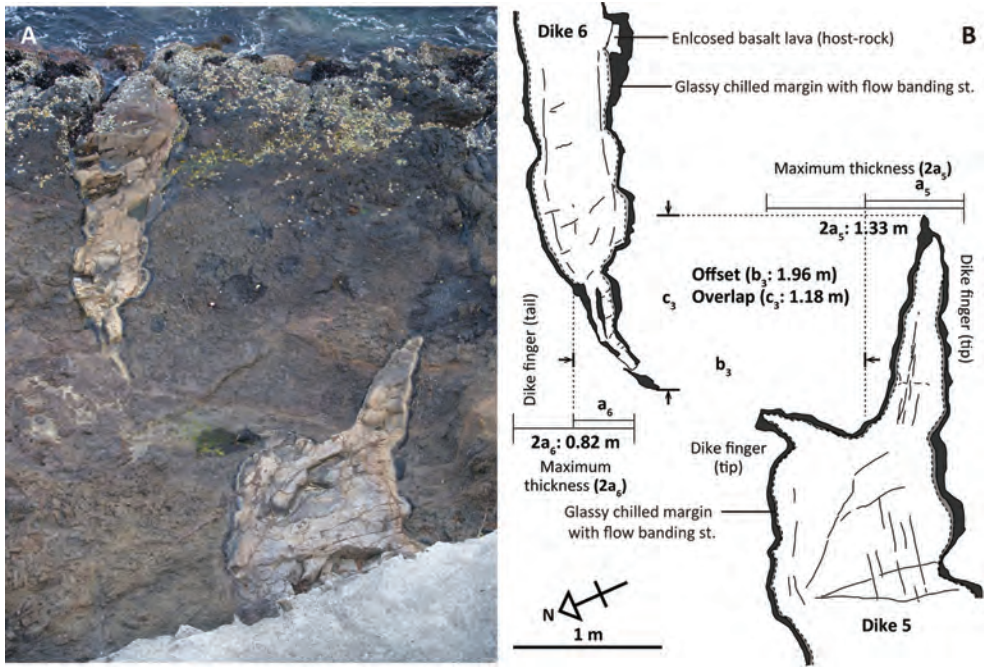 A
Dike 6
Enlcosed basalt lava (host-rock)
B
Glassy chilled margin with flow banding st.
Maximum thickness (2a₅)
a₅
2a₅: 1.33 m
Offset (b₃: 1.96 m)
Overlap (c₃: 1.18 m)
c₃
b₃
Dike finger (tail)
Dike finger (tip)
a₆
2a₆: 0.82 m
Maximum
thickness (2a₆)
Dike finger
(tip)
Glassy chilled margin
with flow banding st.
N
1 m
Dike 5